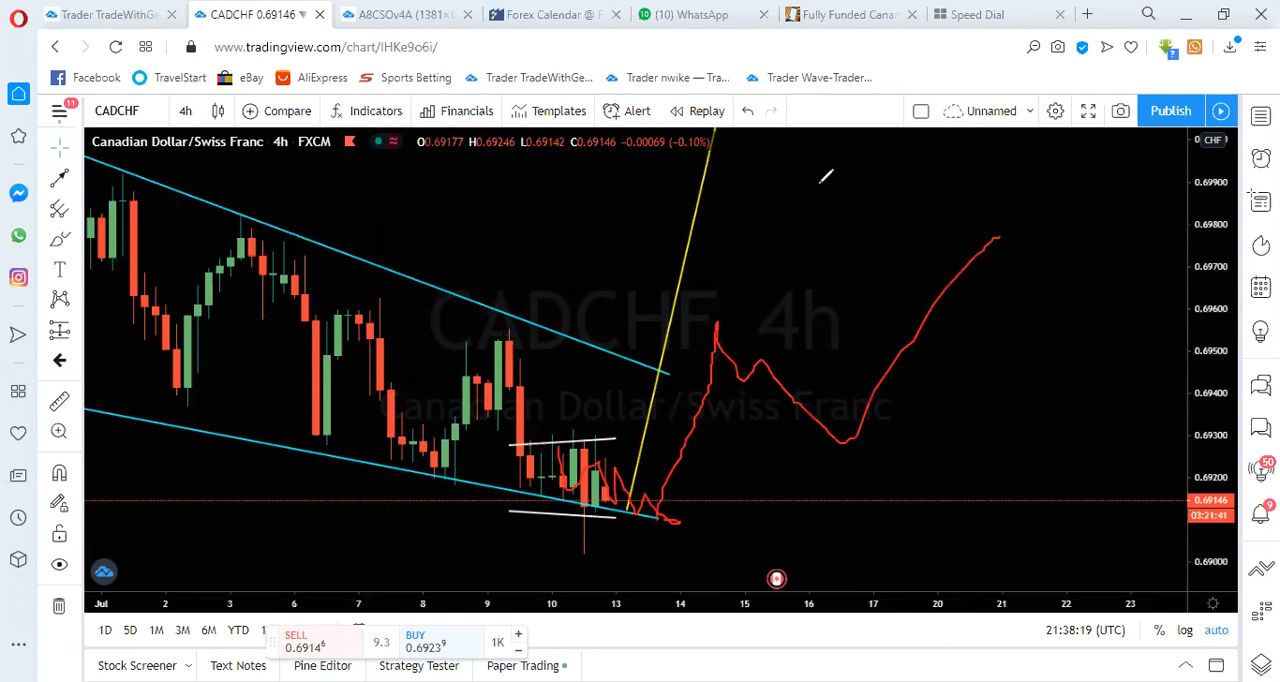 Trader TradeWithGe
CADCHF 0.69146
A8CSOv4A (1381×
Forex Calendar @ F
(10) WhatsApp
Fully Funded Cana
Speed Dial
www.tradingview.com/chart/IHKe9o6i/
Facebook
TravelStart
eBay
AliExpress
Sports Betting
Trader TradeWithGe...
Trader nwike — Tra...
Trader Wave-Trader...
11
CADCHF
4h
Compare
Indicators
Financials
Templates
Alert
Replay
Unnamed
Publish
Canadian Dollar/Swiss Franc · 4h · FXCM
O0.69177 H0.69246 L0.69142 C0.69146 −0.00069 (−0.10%)
CHF
CADCHF 4h
Canadian Dollar/Swiss Franc
0.69900
0.69800
0.69700
0.69600
0.69500
0.69400
0.69300
0.69200
0.69146
03:21:41
0.69000
50
9
Jul 2 3 6 7 8 9 10 13 14 15 16 17 20 21 22 23
1D 5D 1M 3M 6M YTD
SELL
0.69146
9.3
BUY
0.69239
1K
21:38:19 (UTC)
% log auto
Stock Screener
Text Notes
Pine Editor
Strategy Tester
Paper Trading